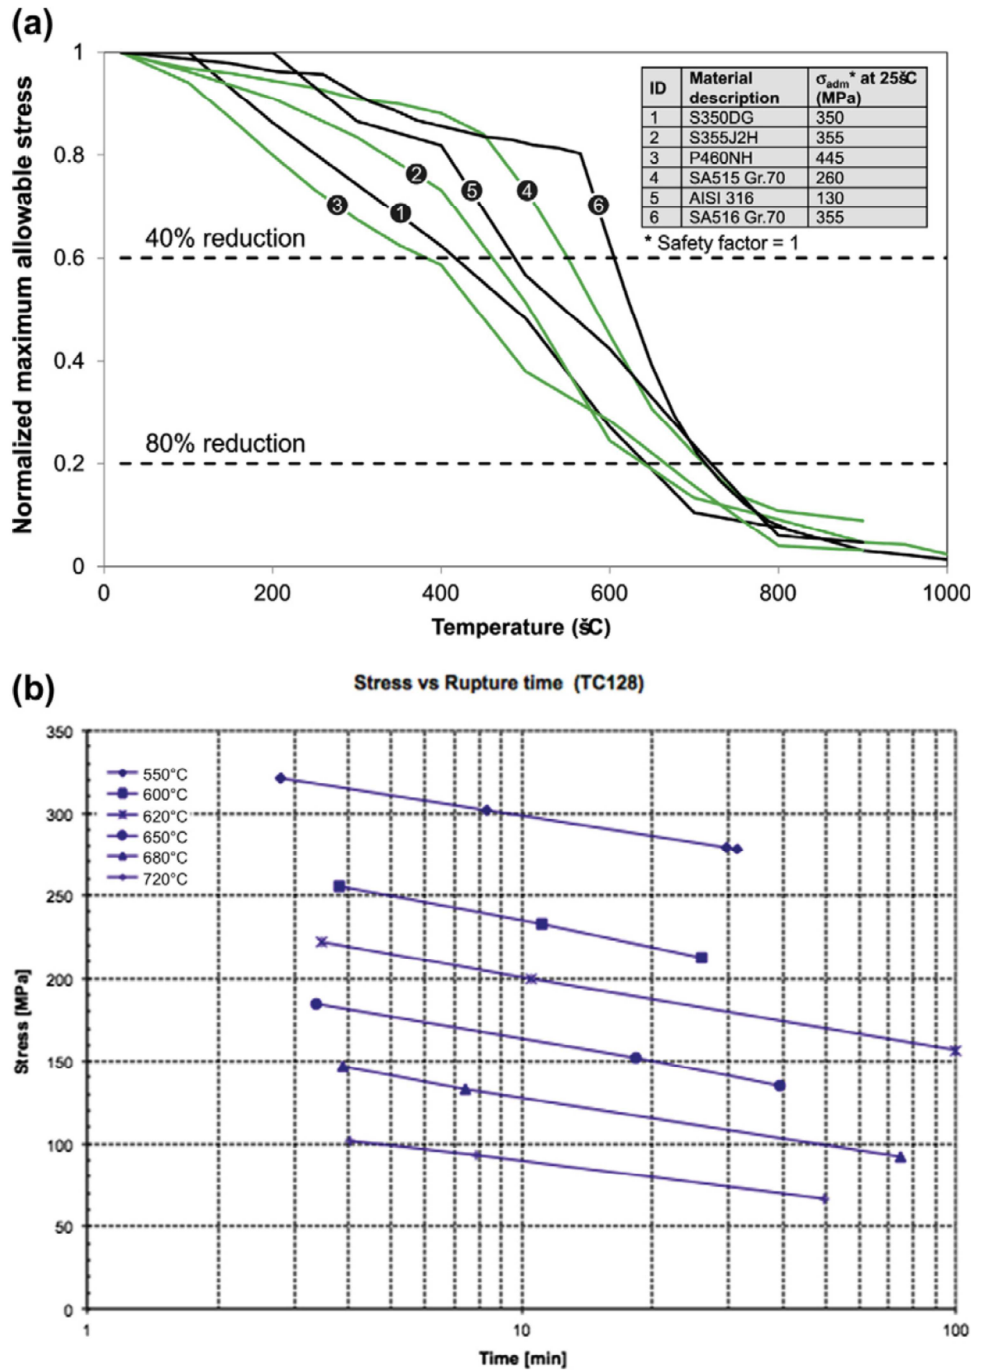 (a)
Normalized maximum allowable stress
1
0.8
0.6
0.4
0.2
0
40% reduction
80% reduction
1
2
3
4
5
6
ID Material description σadm* at 25šC (MPa)
1 S350DG 350
2 S355J2H 355
3 P460NH 445
4 SA515 Gr.70 260
5 AISI 316 130
6 SA516 Gr.70 355
* Safety factor = 1
0 200 400 600 800 1000
Temperature (šC)
(b)
Stress vs Rupture time (TC128)
Stress [MPa]
350
300
250
200
150
100
50
0
550°C
600°C
620°C
650°C
680°C
720°C
1 10 100
Time [min]